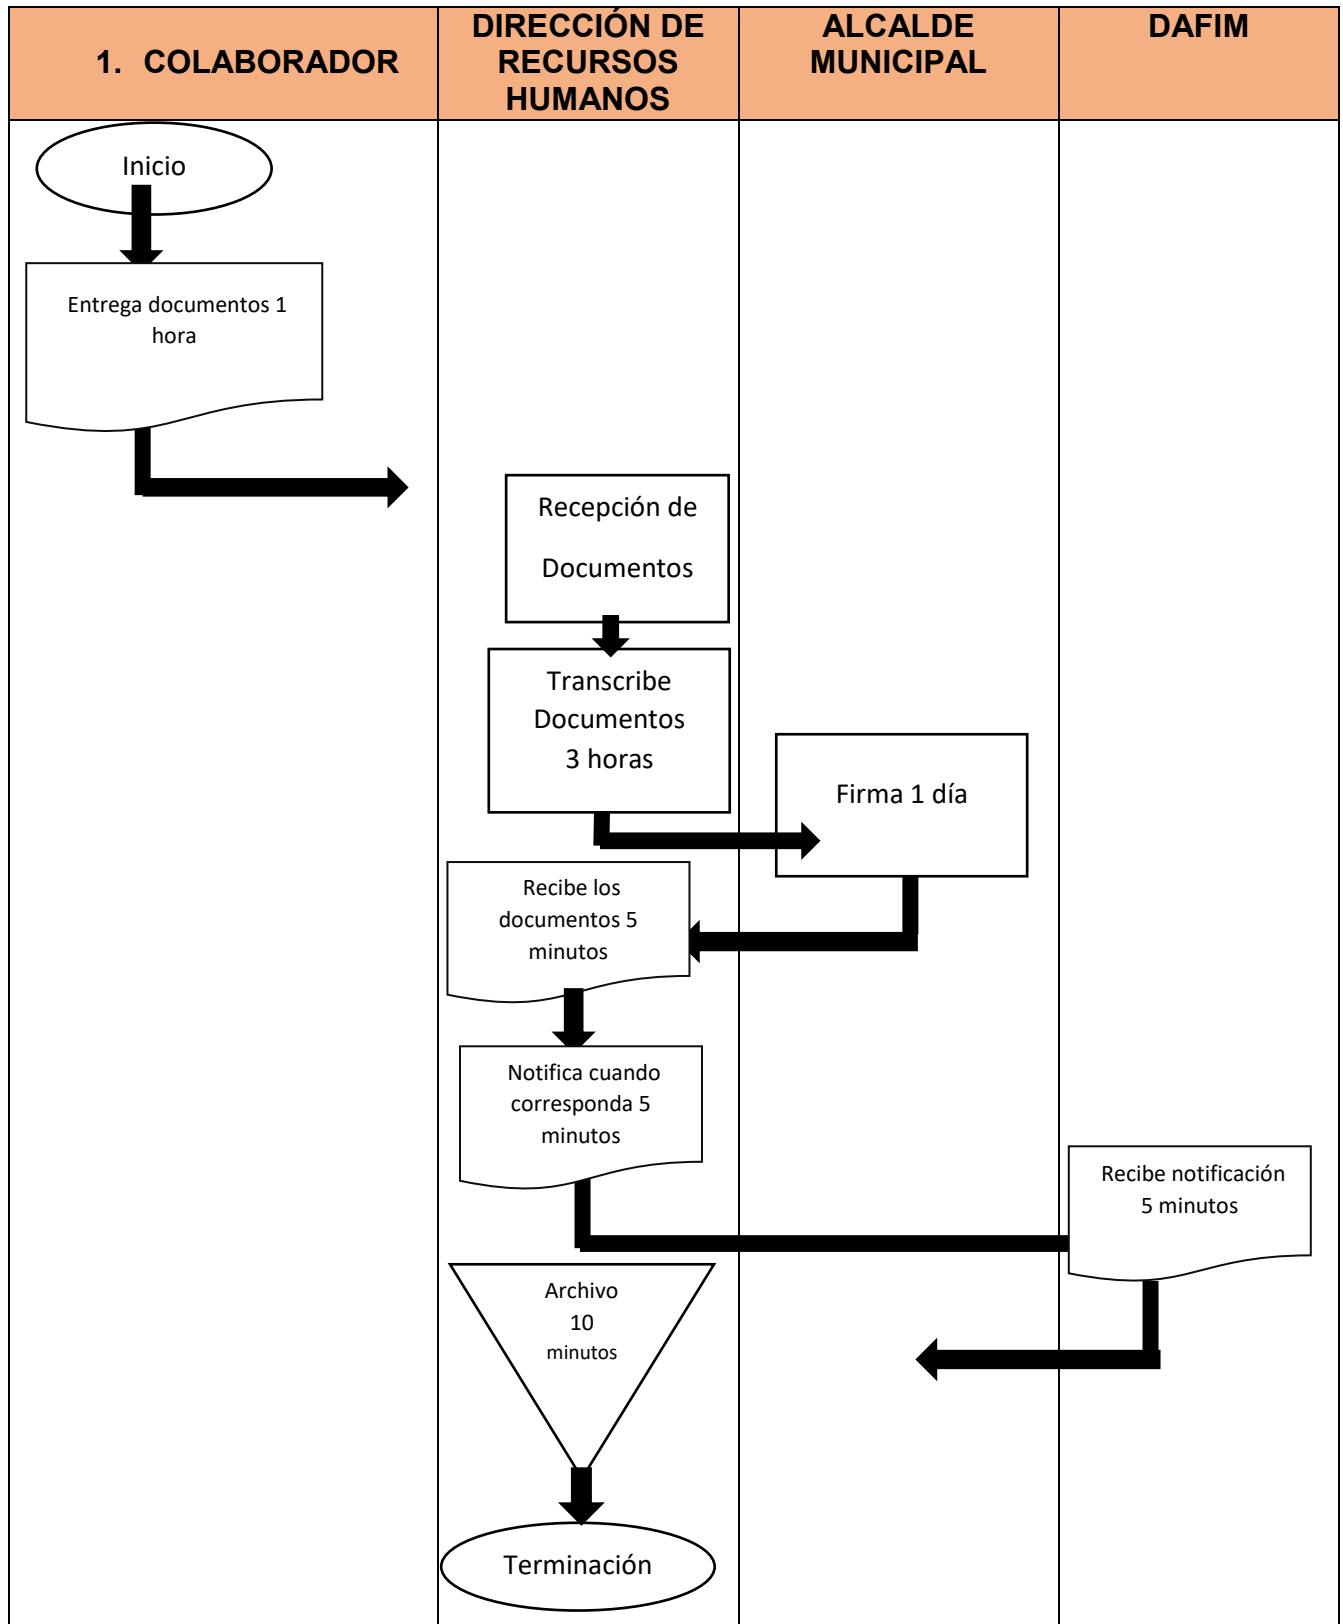 1. COLABORADOR
DIRECCIÓN DE
RECURSOS
HUMANOS
ALCALDE
MUNICIPAL
DAFIM
Inicio
Entrega documentos 1
hora
Recepción de
Documentos
Transcribe
Documentos
3 horas
Firma 1 día
Recibe los
documentos 5
minutos
Notifica cuando
corresponda 5
minutos
Recibe notificación
5 minutos
Archivo
10
minutos
Terminación